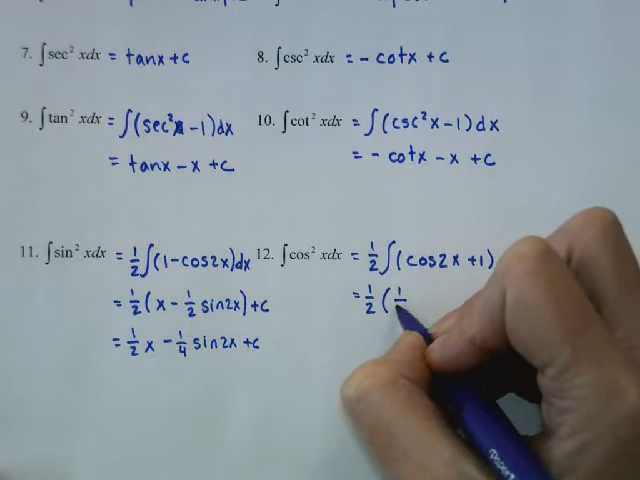 7. ∫sec² xdx = tanx + c
8. ∫csc² xdx = - cotx + c
9. ∫tan² xdx = ∫(sec²x - 1)dx
= tanx - x + c
10. ∫cot² xdx = ∫(csc²x - 1)dx
= - cotx - x + c
11. ∫sin² xdx = 1/2 ∫(1 - cos2x)dx
= 1/2 (x - 1/2 sin2x) + c
= 1/2 x - 1/4 sin2x + c
12. ∫cos² xdx = 1/2 ∫(cos2x + 1)
= 1/2 (1